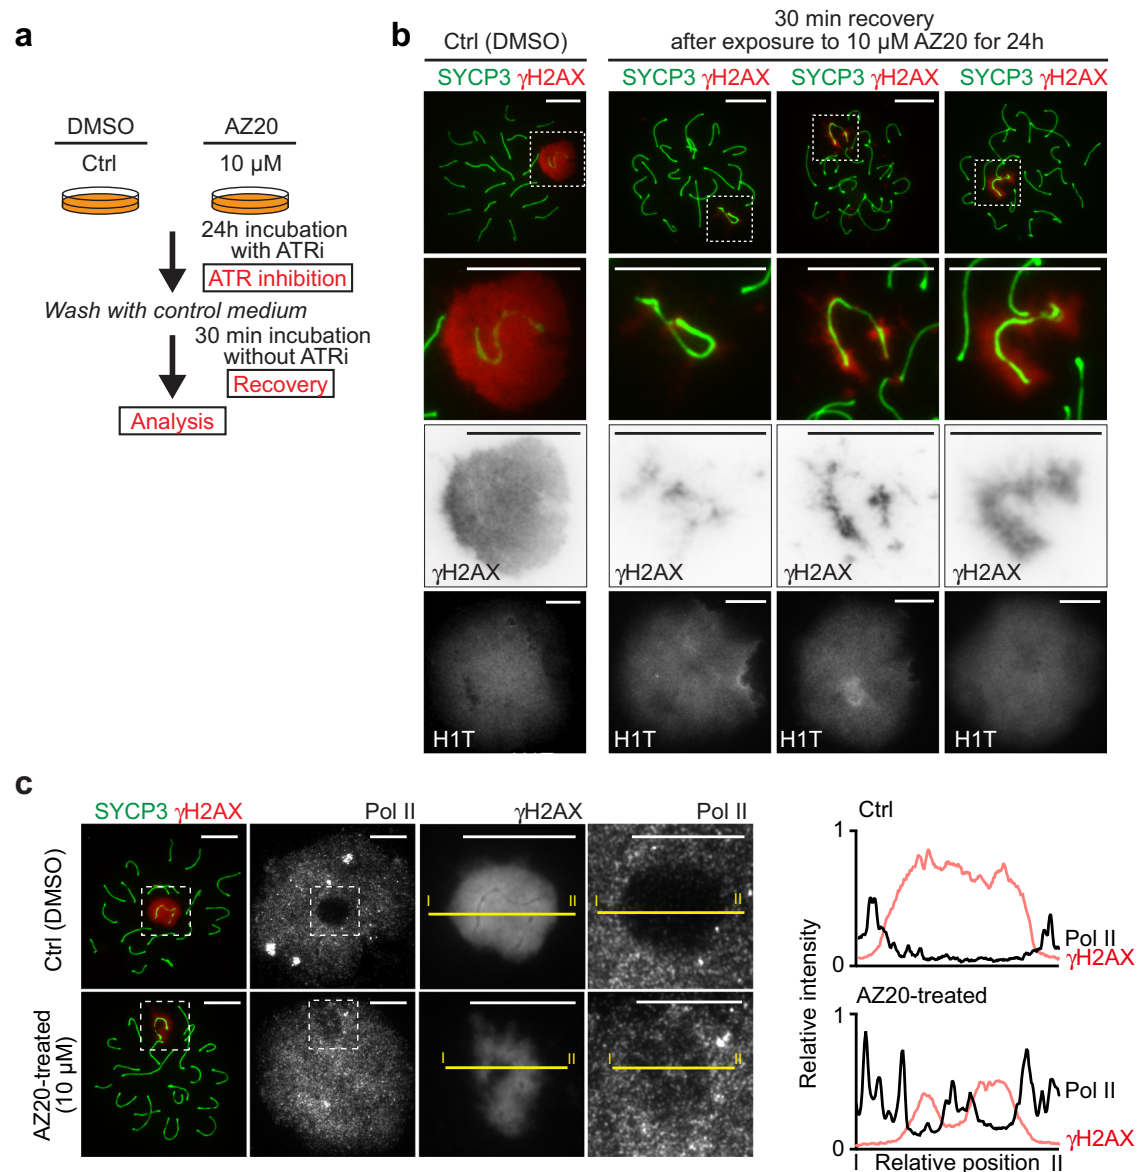 a
DMSO
AZ20
Ctrl
10 µM
24h incubation
with ATRi
ATR inhibition
Wash with control medium
30 min incubation
without ATRi
Recovery
Analysis
b
Ctrl (DMSO)
30 min recovery
after exposure to 10 µM AZ20 for 24h
SYCP3 γH2AX
SYCP3 γH2AX
SYCP3 γH2AX
SYCP3 γH2AX
γH2AX
γH2AX
γH2AX
γH2AX
H1T
H1T
H1T
H1T
c
SYCP3 γH2AX
Pol II
γH2AX
Pol II
Ctrl (DMSO)
I
II
I
II
AZ20-treated
(10 µM)
I
II
I
II
Ctrl
1
0
Pol II
γH2AX
Relative intensity
AZ20-treated
1
0
Pol II
γH2AX
I
Relative position
II